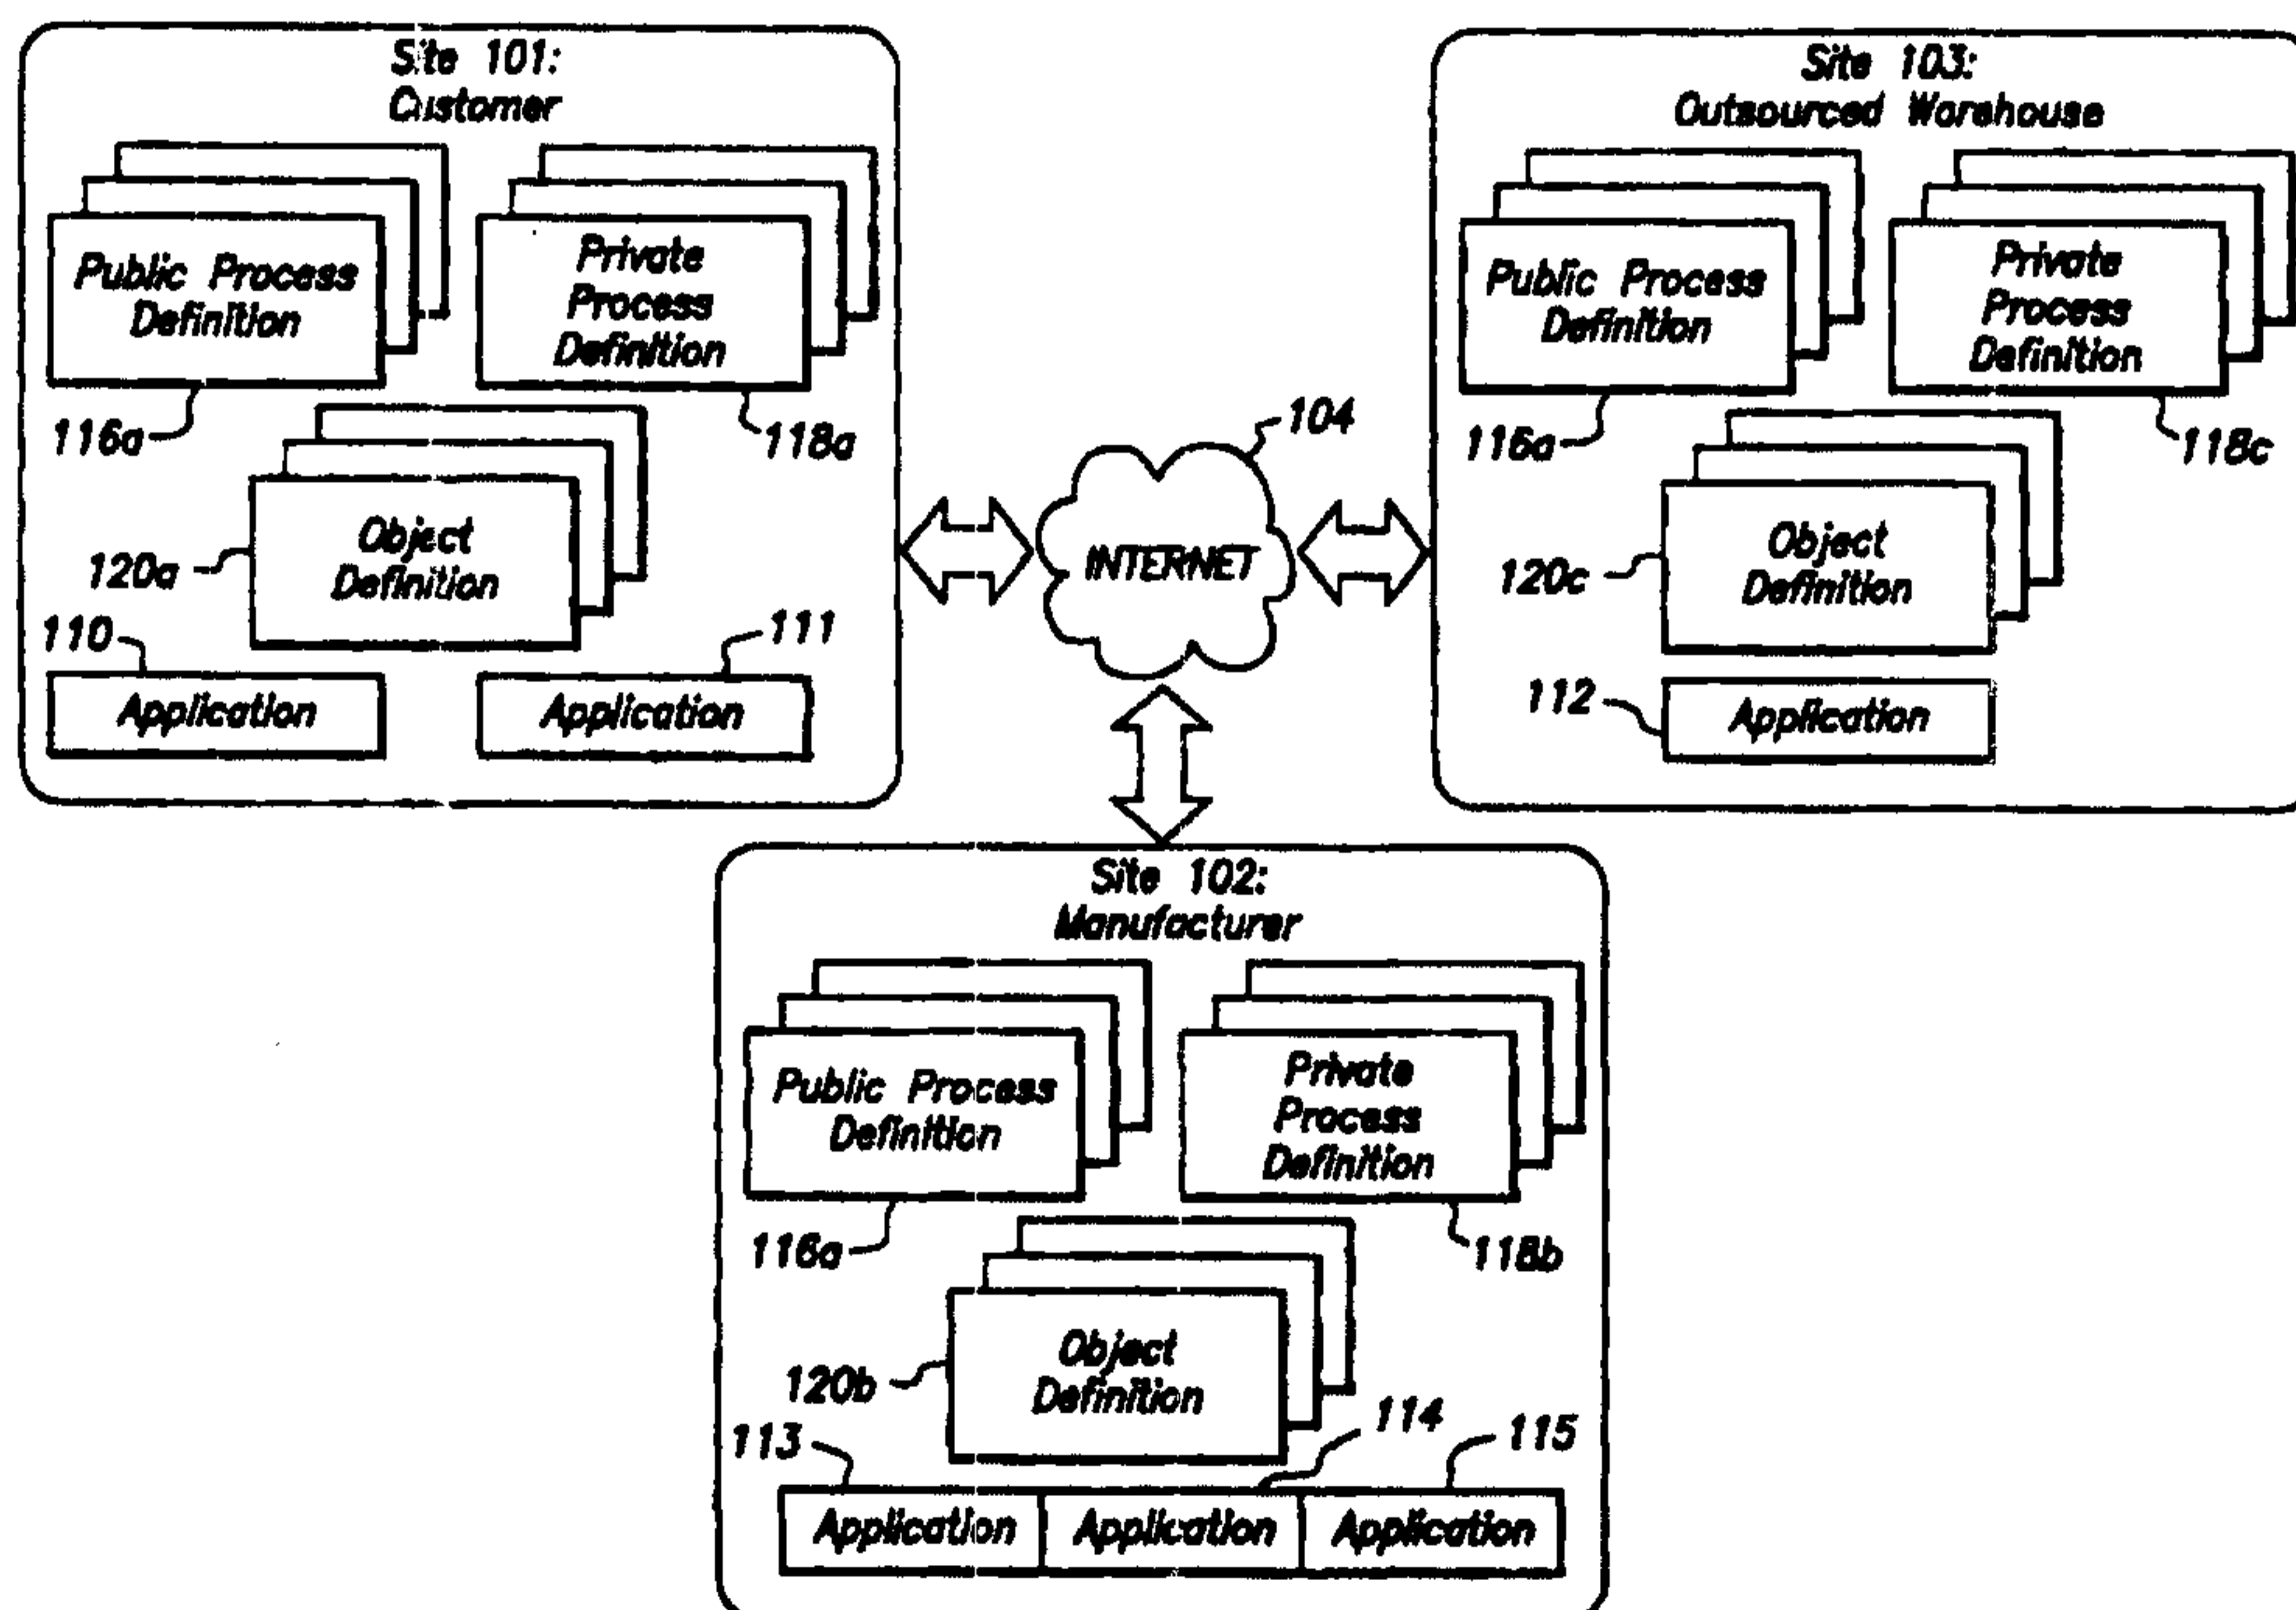 Site 101:
Customer
Public Process
Definition
Private
Process
Definition
116a
118a
Object
Definition
120a
110
111
Application
Application
104
INTERNET
Site 103:
Outsourced Warehouse
Public Process
Definition
Private
Process
Definition
116a
118c
Object
Definition
120c
112
Application
Site 102:
Manufacturer
Public Process
Definition
Private
Process
Definition
116a
118b
Object
Definition
120b
113
114
115
Application
Application
Application